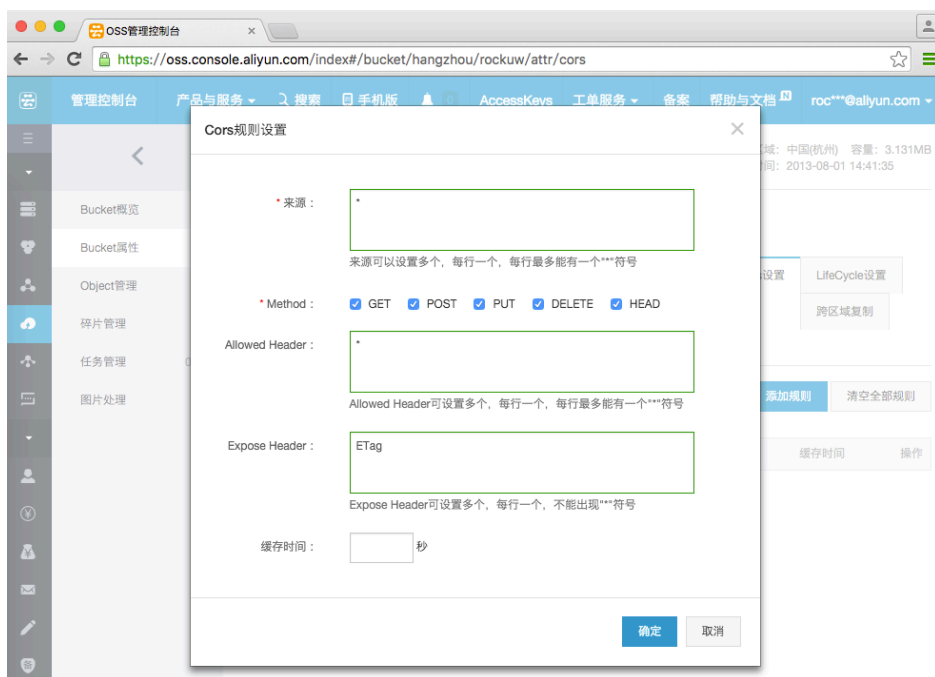 OSS管理控制台
https://oss.console.aliyun.com/index#/bucket/hangzhou/rockuw/attr/cors
管理控制台 产品与服务 搜索 手机版 AccessKeys 工单服务 备案 帮助与文档 N roc***@aliyun.com
Cors规则设置
域：中国(杭州) 容量：3.131MB
间：2013-08-01 14:41:35
Bucket概览
Bucket属性
Object管理
碎片管理
任务管理 0
图片处理
* 来源：
*
来源可以设置多个，每行一个，每行最多能有一个"*"符号
设置 LifeCycle设置
跨区域复制
* Method： GET POST PUT DELETE HEAD
Allowed Header：
*
Allowed Header可设置多个，每行一个，每行最多能有一个"*"符号
添加规则 清空全部规则
Expose Header：
ETag
Expose Header可设置多个，每行一个，不能出现"*"符号
缓存时间 操作
缓存时间： 秒
确定 取消